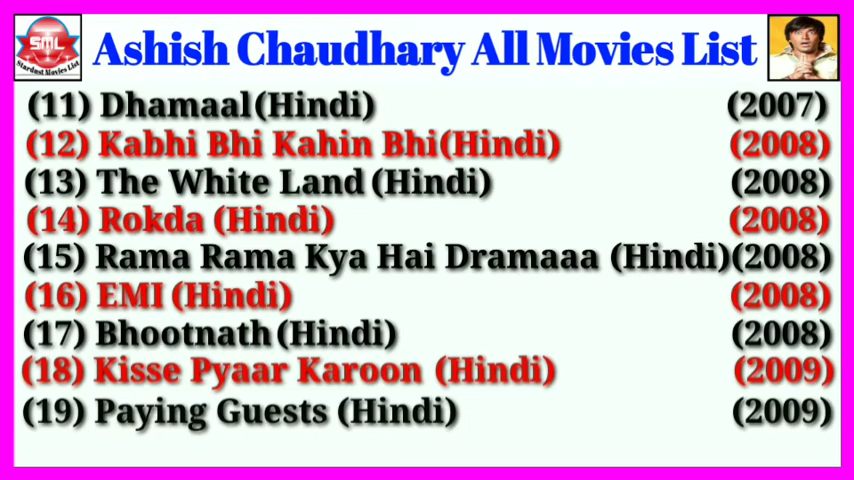 SML
Stardust Movies List
Ashish Chaudhary All Movies List
(11) Dhamaal (Hindi) (2007)
(12) Kabhi Bhi Kahin Bhi(Hindi) (2008)
(13) The White Land (Hindi) (2008)
(14) Rokda (Hindi) (2008)
(15) Rama Rama Kya Hai Dramaaa (Hindi)(2008)
(16) EMI (Hindi) (2008)
(17) Bhootnath (Hindi) (2008)
(18) Kisse Pyaar Karoon (Hindi) (2009)
(19) Paying Guests (Hindi) (2009)